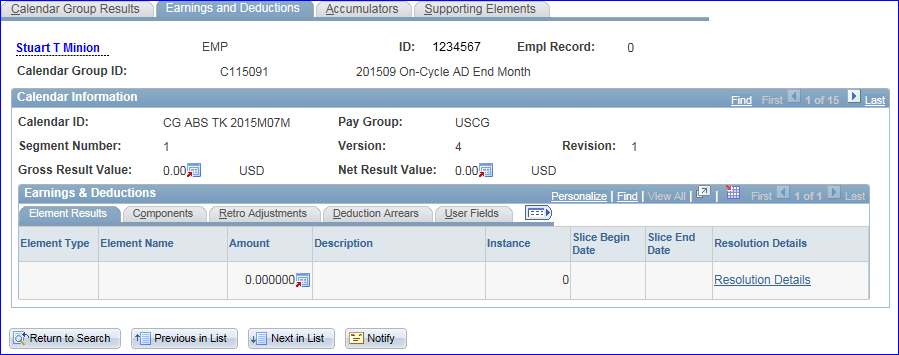 Calendar Group Results Earnings and Deductions Accumulators Supporting Elements
Stuart T Minion EMP ID: 1234567 Empl Record: 0
Calendar Group ID: C115091 201509 On-Cycle AD End Month
Calendar Information Find First 1 of 15 Last
Calendar ID: CG ABS TK 2015M07M Pay Group: USCG
Segment Number: 1 Version: 4 Revision: 1
Gross Result Value: 0.00 USD Net Result Value: 0.00 USD
Earnings & Deductions Personalize | Find | View All | | First 1 of 1 Last
Element Results Components Retro Adjustments Deduction Arrears User Fields
Element Type Element Name Amount Description Instance Slice Begin Date Slice End Date Resolution Details
0.000000 0 Resolution Details
Return to Search Previous in List Next in List Notify